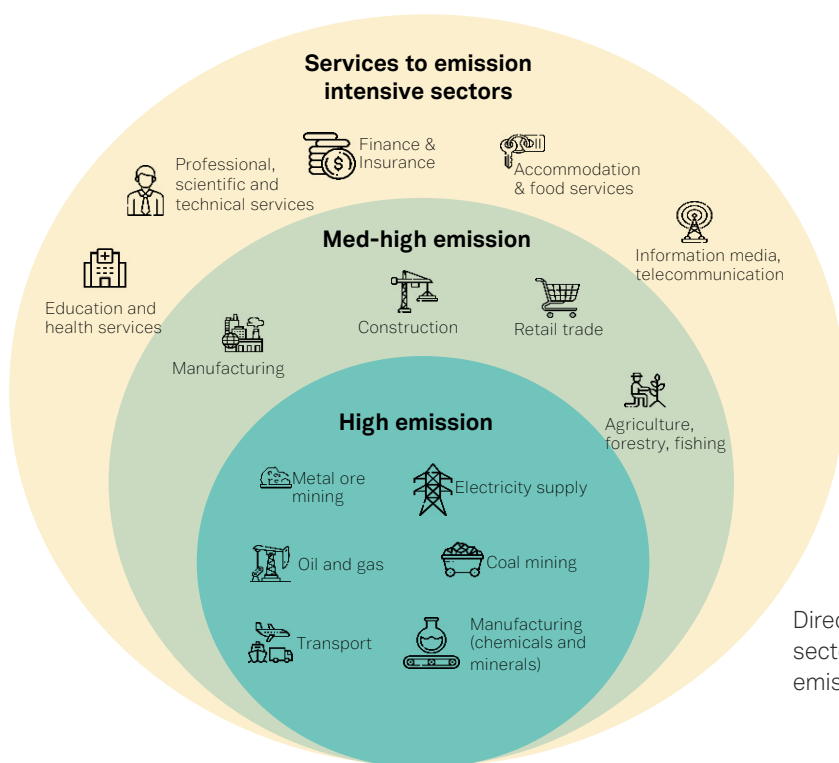 Services to emission
intensive sectors
Finance &
Insurance
Accommodation
& food services
Professional,
scientific and
technical services
Information media,
telecommunication
Education and
health services
Med-high emission
Construction
Retail trade
Manufacturing
Agriculture,
forestry, fishing
High emission
Metal ore
mining
Electricity supply
Oil and gas
Coal mining
Transport
Manufacturing
(chemicals and
minerals)